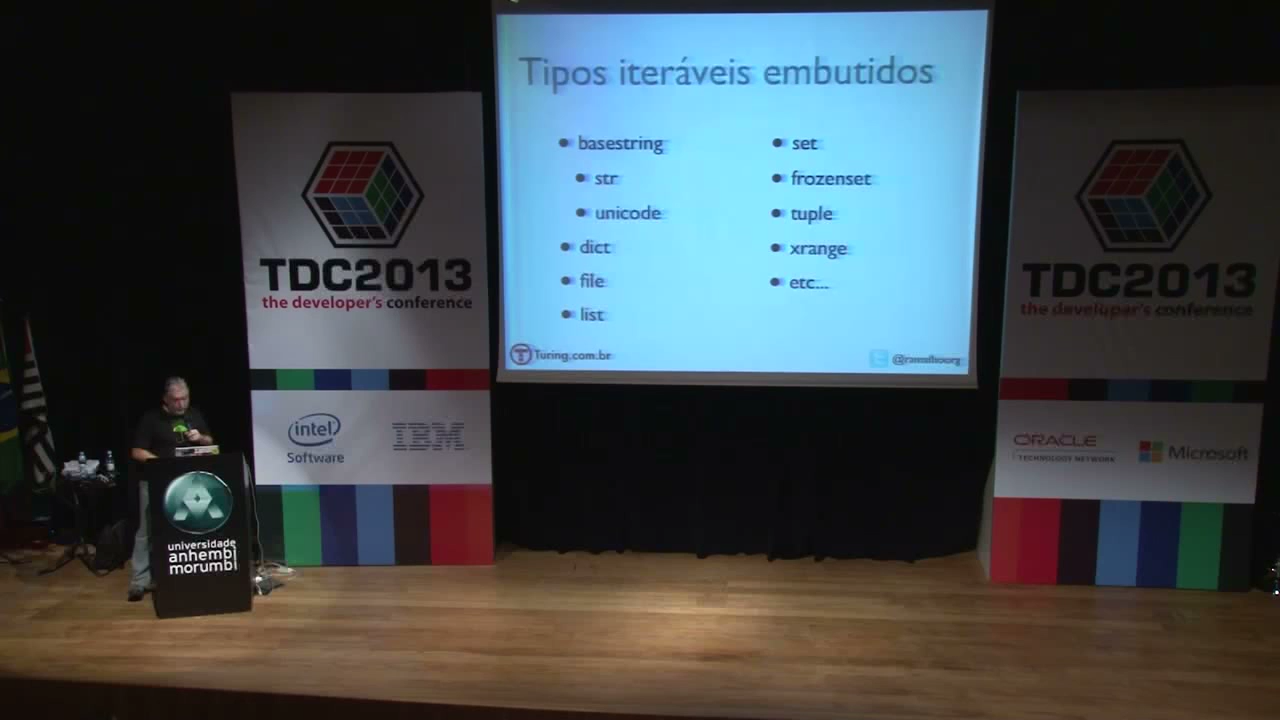 Tipos iteráveis embutidos
• basestring
• str
• unicode
• dict
• file
• list
• set
• frozenset
• tuple
• xrange
• etc...
Turing.com.br
@ramalhoorg
TDC2013
the developer's conference
intel
Software
IBM
universidade
anhembi
morumbi
TDC2013
the developer's conference
ORACLE
TECHNOLOGY NETWORK
Microsoft